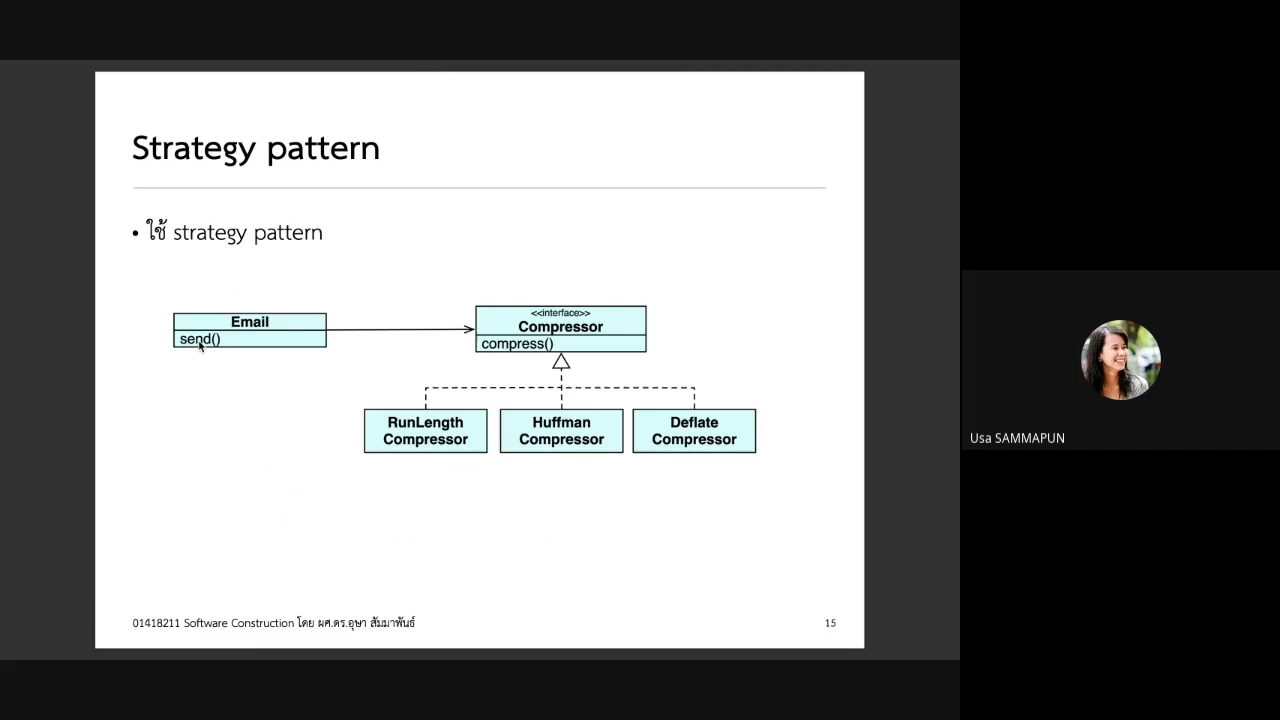 Strategy pattern
• ใช้ strategy pattern
Email
send()
<<interface>>
Compressor
compress()
RunLength
Compressor
Huffman
Compressor
Deflate
Compressor
01418211 Software Construction โดย ผศ.ดร.อุษา สัมมาพันธ์
15
Usa SAMMAPUN